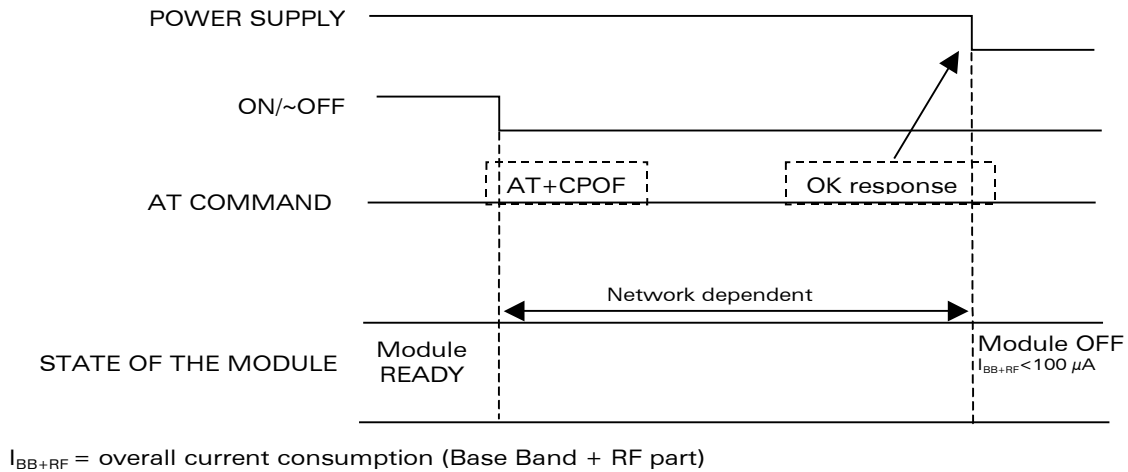 POWER SUPPLY
ON/~OFF
AT+CPOF
OK response
AT COMMAND
Network dependent
STATE OF THE MODULE
Module
READY
Module OFF
I_BB+RF<100 µA
I_BB+RF = overall current consumption (Base Band + RF part)